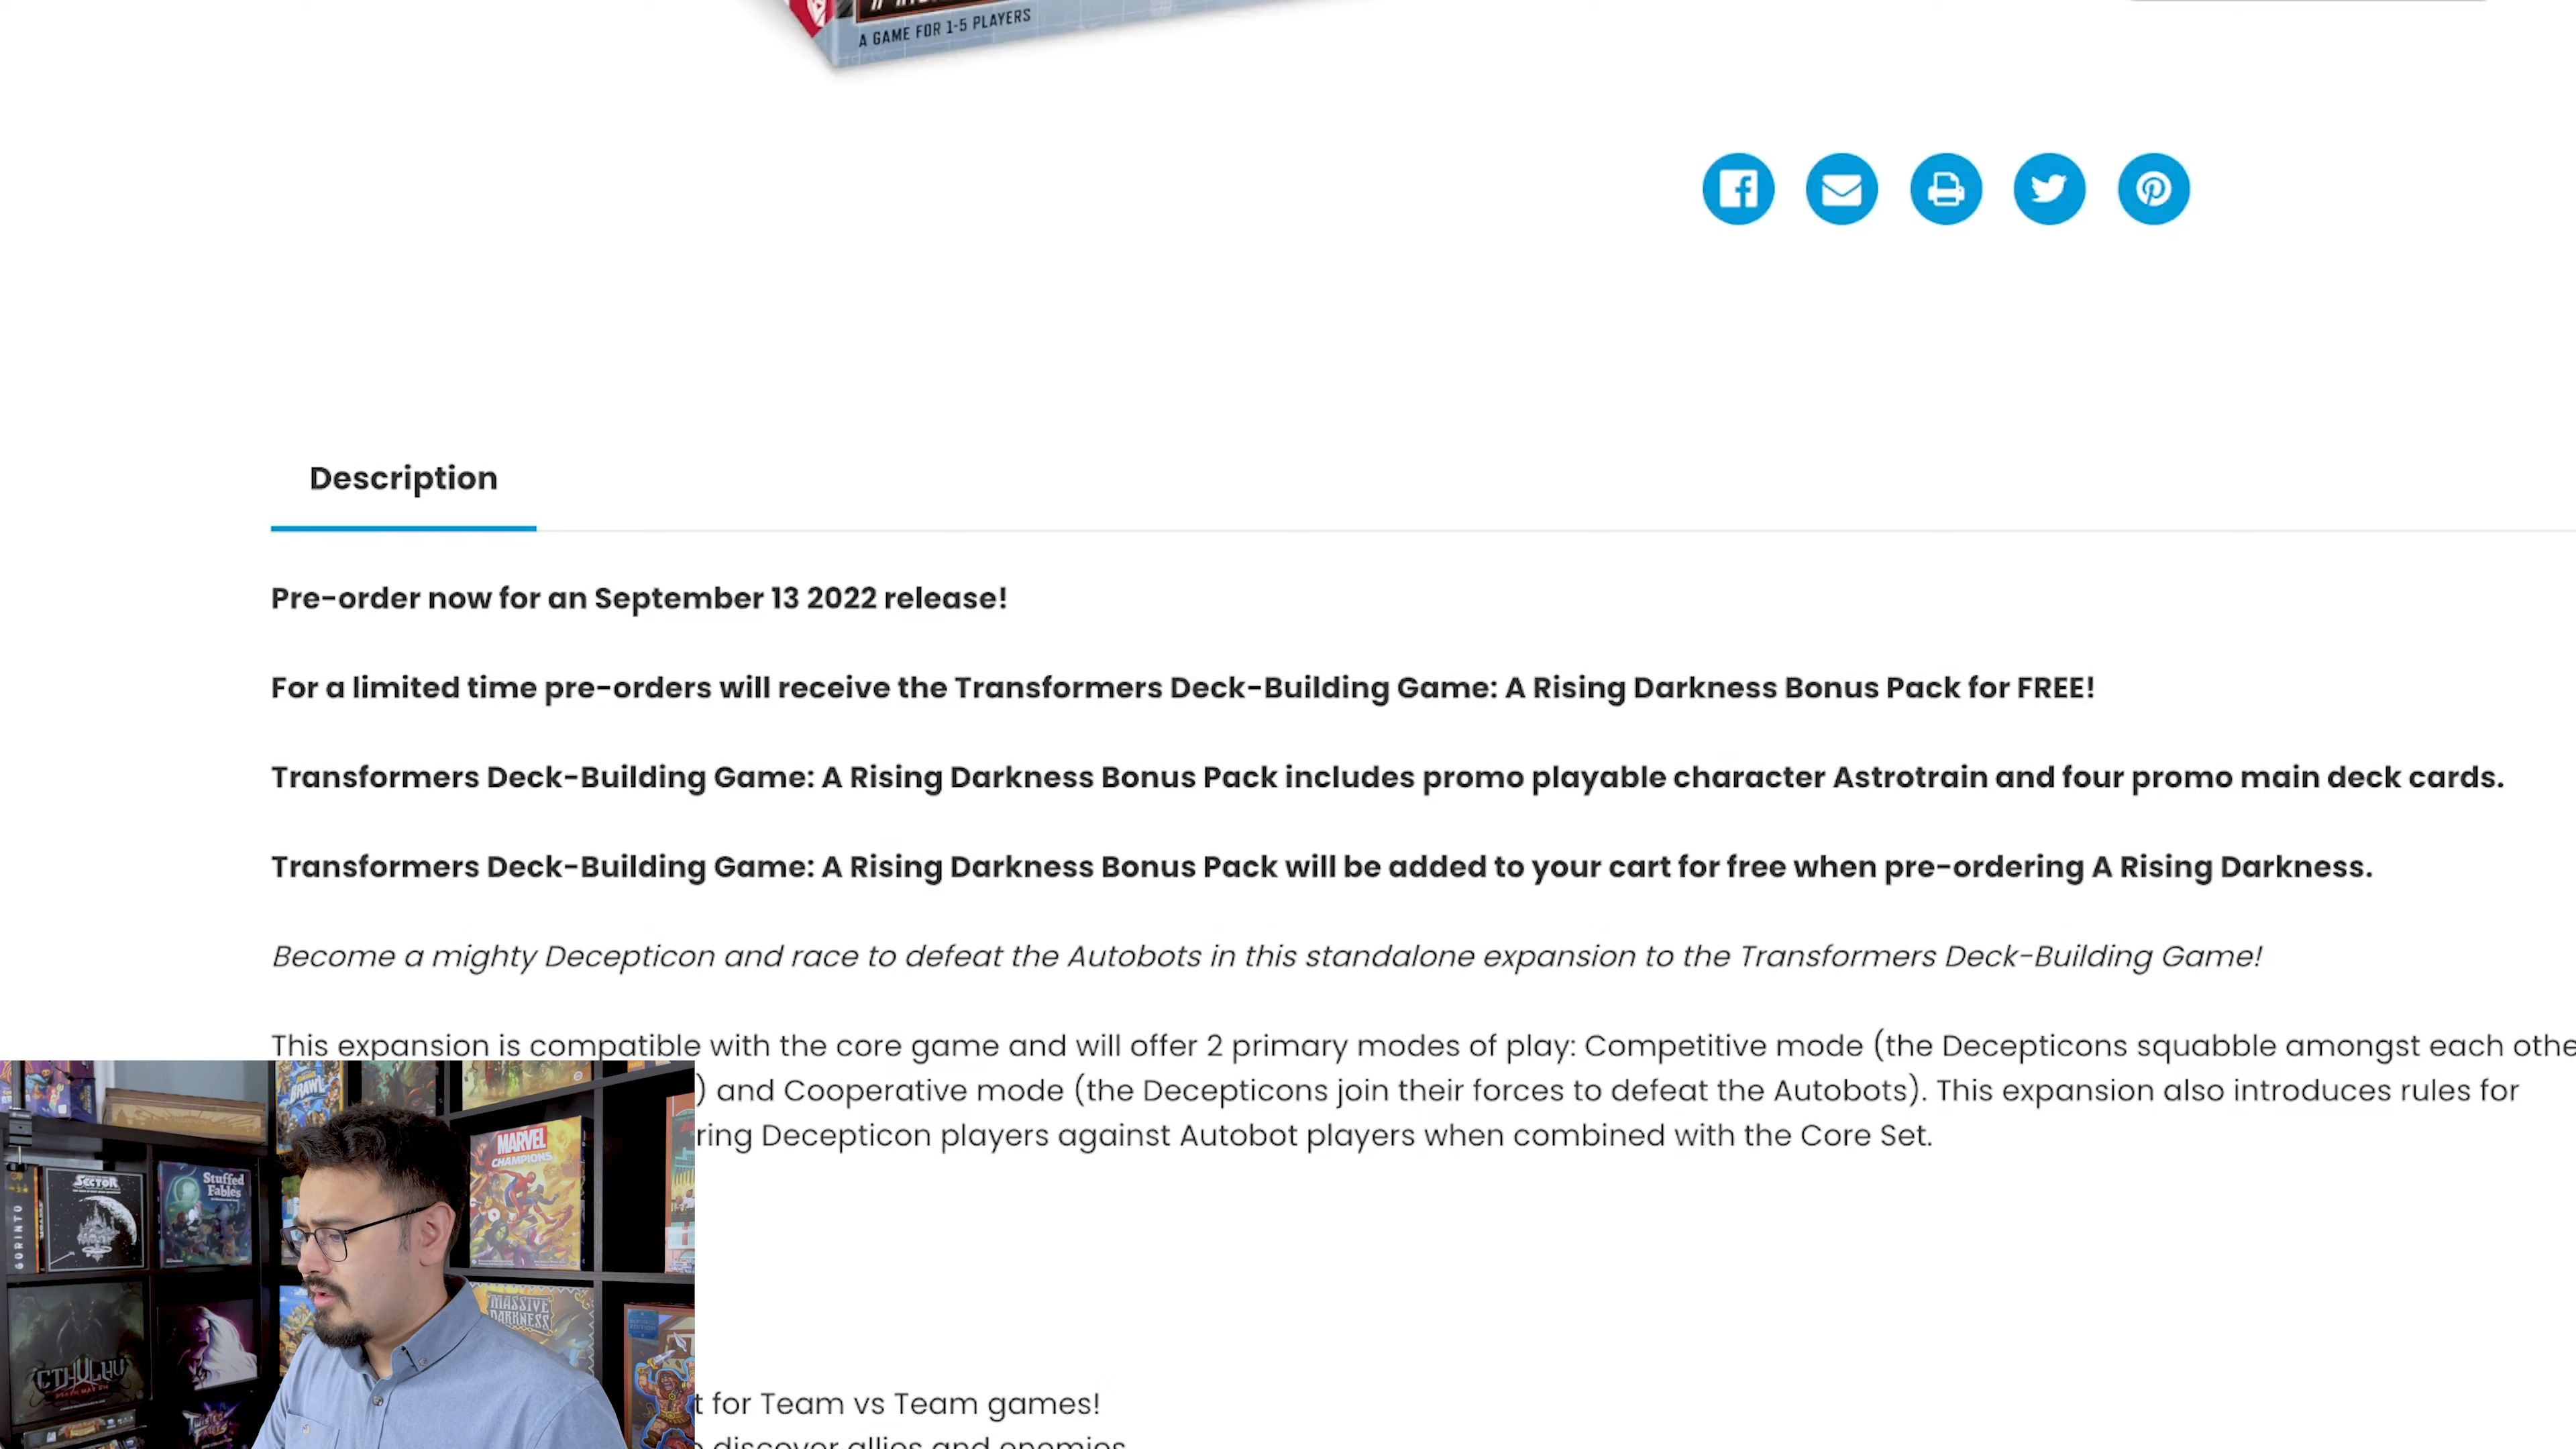 A GAME FOR 1-5 PLAYERS
Description
Pre-order now for an September 13 2022 release!
For a limited time pre-orders will receive the Transformers Deck-Building Game: A Rising Darkness Bonus Pack for FREE!
Transformers Deck-Building Game: A Rising Darkness Bonus Pack includes promo playable character Astrotrain and four promo main deck cards.
Transformers Deck-Building Game: A Rising Darkness Bonus Pack will be added to your cart for free when pre-ordering A Rising Darkness.
Become a mighty Decepticon and race to defeat the Autobots in this standalone expansion to the Transformers Deck-Building Game!
This expansion is compatible with the core game and will offer 2 primary modes of play: Competitive mode (the Decepticons squabble amongst each othe
) and Cooperative mode (the Decepticons join their forces to defeat the Autobots). This expansion also introduces rules for
ring Decepticon players against Autobot players when combined with the Core Set.
t for Team vs Team games!
discover allies and enemies
BRAWL
MARVEL
CHAMPIONS
SECTOR
Stuffed
Fables
GORINTO
MASSIVE
DARKNESS
CTHULHU